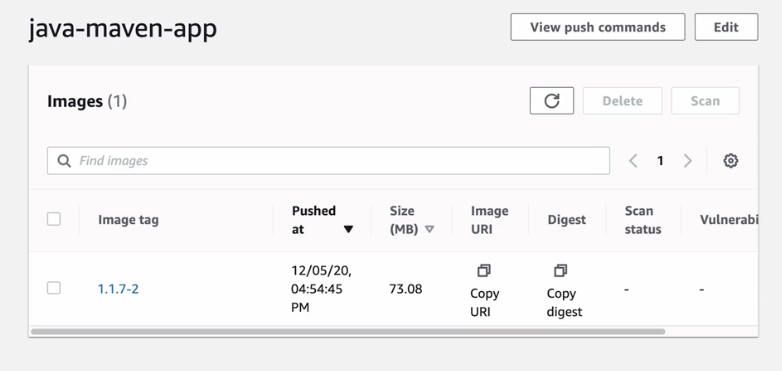 java-maven-app
View push commands
Edit
Images (1)
Delete
Scan
Find images
1
Image tag
Pushed
at
Size
(MB)
Image
URI
Digest
Scan
status
Vulnerabi
1.1.7-2
12/05/20,
04:54:45
PM
73.08
Copy
URI
Copy
digest
-
-